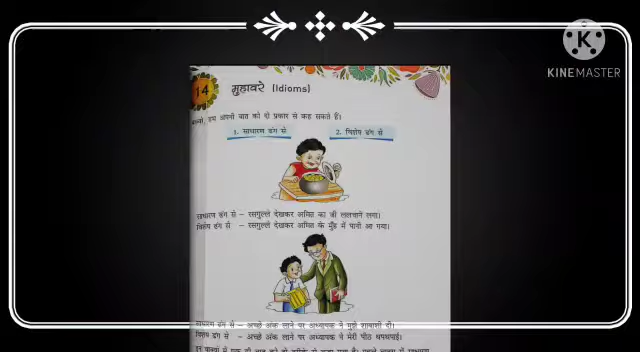 KINEMASTER
14 मुहावरे (Idioms)
बच्चो, हम अपनी बात को दो प्रकार से कह सकते हैं।
1. साधारण ढंग से 2. विशेष ढंग से
साधारण ढंग से – रसगुल्ले देखकर अमित का जी ललचाने लगा।
विशेष ढंग से – रसगुल्ले देखकर अमित के मुँह में पानी आ गया।
साधारण ढंग से – अच्छे अंक लाने पर अध्यापक ने मुझे शाबाशी दी।
विशेष ढंग से – अच्छे अंक लाने पर अध्यापक ने मेरी पीठ थपथपाई।